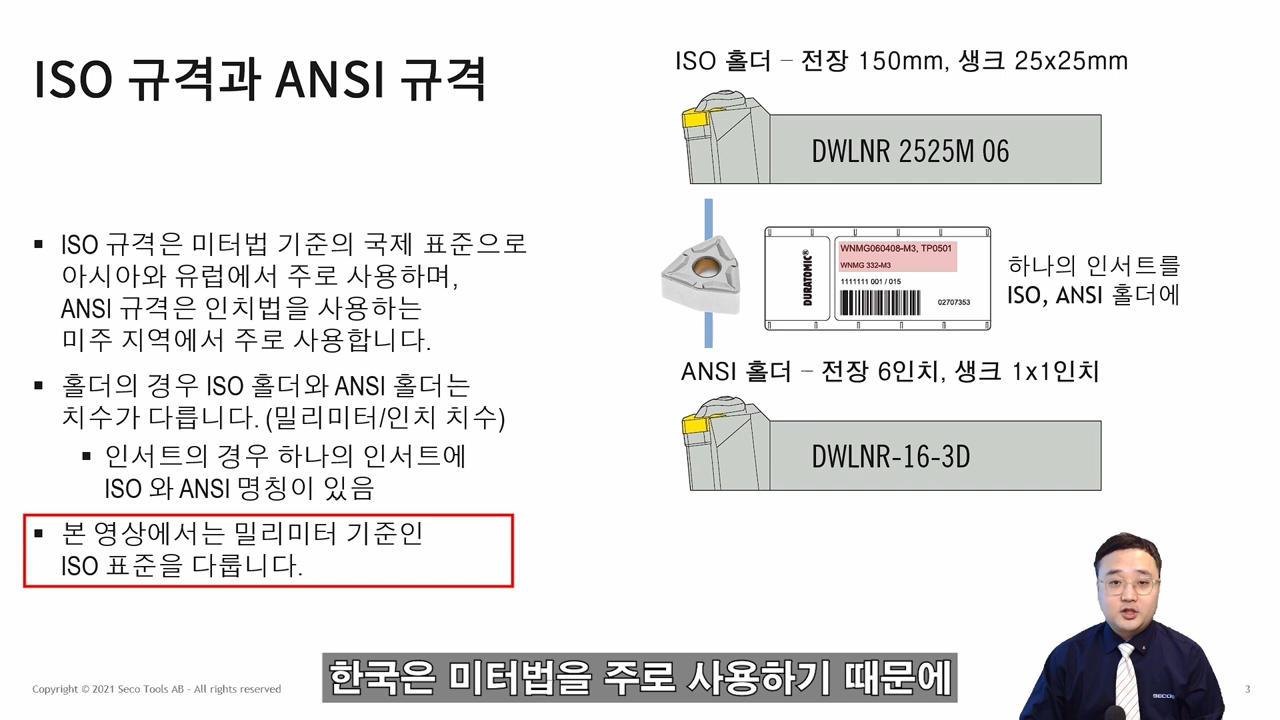 ISO 규격과 ANSI 규격
▪ ISO 규격은 미터법 기준의 국제 표준으로
아시아와 유럽에서 주로 사용하며,
ANSI 규격은 인치법을 사용하는
미주 지역에서 주로 사용합니다.
▪ 홀더의 경우 ISO 홀더와 ANSI 홀더는
치수가 다릅니다. (밀리미터/인치 치수)
▪ 인서트의 경우 하나의 인서트에
ISO 와 ANSI 명칭이 있음
▪ 본 영상에서는 밀리미터 기준인
ISO 표준을 다룹니다.
ISO 홀더 – 전장 150mm, 생크 25x25mm
DWLNR 2525M 06
DURATOMIC®
WNMG060408-M3, TP0501
WNMG 332-M3
1111111 001 / 015
02707353
하나의 인서트를
ISO, ANSI 홀더에
ANSI 홀더 – 전장 6인치, 생크 1x1인치
DWLNR-16-3D
SECO
한국은 미터법을 주로 사용하기 때문에
Copyright © 2021 Seco Tools AB - All rights reserved
3